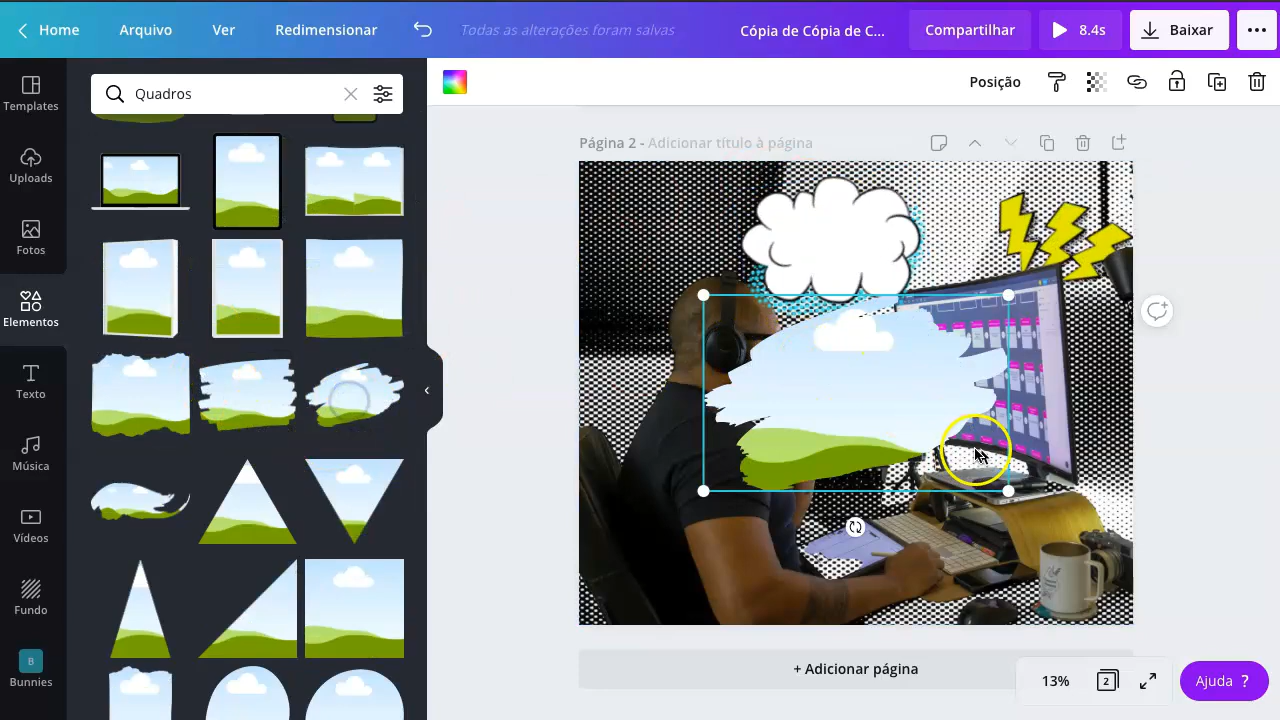 Home
Arquivo
Ver
Redimensionar
Todas as alterações foram salvas
Cópia de Cópia de C...
Compartilhar
8.4s
Baixar
Templates
Uploads
Fotos
Elementos
Texto
Música
Vídeos
Fundo
B
Bunnies
Quadros
Posição
Página 2 - Adicionar título à página
+ Adicionar página
13%
2
Ajuda ?